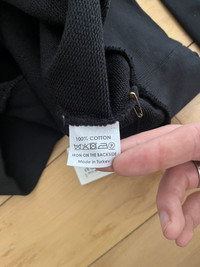 100% COTTON
IRON ON THE BACKSIDE
Made in Turkey